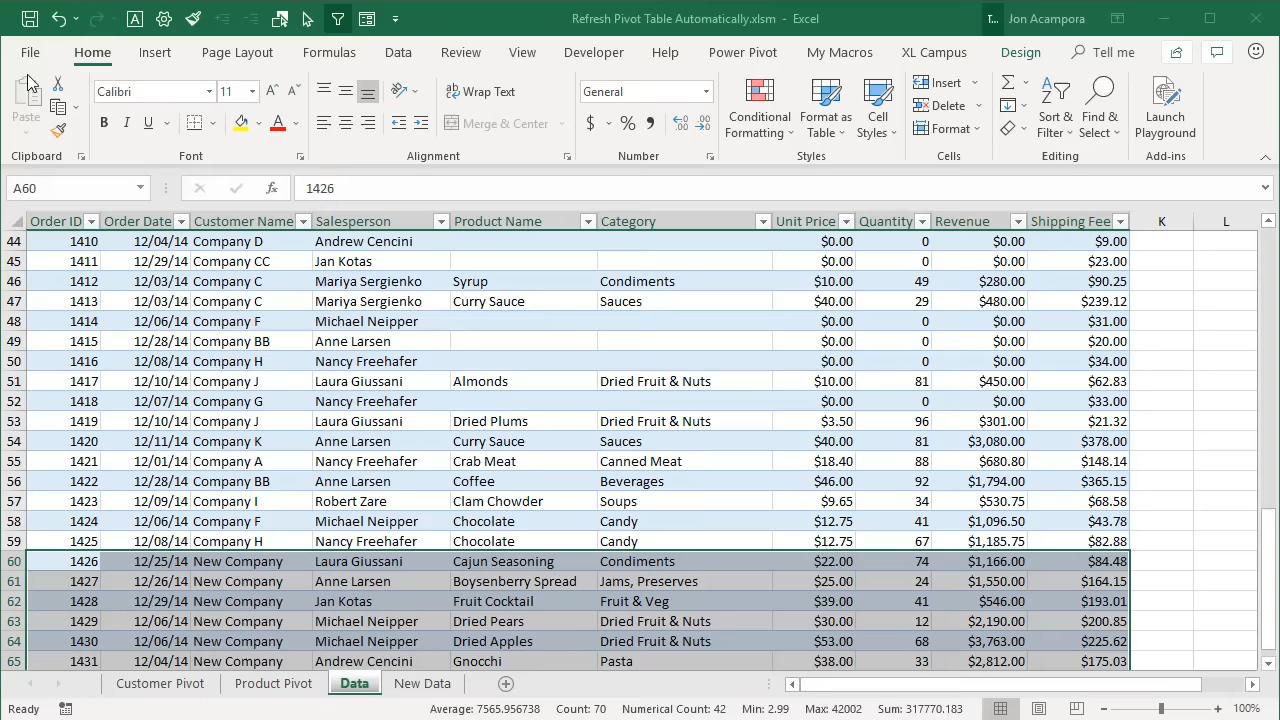 Refresh Pivot Table Automatically.xlsm - Excel T... Jon Acampora
File Home Insert Page Layout Formulas Data Review View Developer Help Power Pivot My Macros XL Campus Design Tell me
Calibri 11 Wrap Text General Insert
Paste B I U A Merge & Center $ % Conditional Formatting Format as Table Cell Styles Delete Format Sort & Filter Find & Select Launch Playground
Clipboard Font Alignment Number Styles Cells Editing Add-ins
A60 fx 1426
Order ID Order Date Customer Name Salesperson Product Name Category Unit Price Quantity Revenue Shipping Fee K L
44 1410 12/04/14 Company D Andrew Cencini $0.00 0 $0.00 $9.00
45 1411 12/29/14 Company CC Jan Kotas $0.00 0 $0.00 $23.00
46 1412 12/03/14 Company C Mariya Sergienko Syrup Condiments $10.00 49 $280.00 $90.25
47 1413 12/03/14 Company C Mariya Sergienko Curry Sauce Sauces $40.00 29 $480.00 $239.12
48 1414 12/06/14 Company F Michael Neipper $0.00 0 $0.00 $31.00
49 1415 12/28/14 Company BB Anne Larsen $0.00 0 $0.00 $20.00
50 1416 12/08/14 Company H Nancy Freehafer $0.00 0 $0.00 $34.00
51 1417 12/10/14 Company J Laura Giussani Almonds Dried Fruit & Nuts $10.00 81 $450.00 $62.83
52 1418 12/07/14 Company G Nancy Freehafer $0.00 0 $0.00 $33.00
53 1419 12/10/14 Company J Laura Giussani Dried Plums Dried Fruit & Nuts $3.50 96 $301.00 $21.32
54 1420 12/11/14 Company K Anne Larsen Curry Sauce Sauces $40.00 81 $3,080.00 $378.00
55 1421 12/01/14 Company A Nancy Freehafer Crab Meat Canned Meat $18.40 88 $680.80 $148.14
56 1422 12/28/14 Company BB Anne Larsen Coffee Beverages $46.00 92 $1,794.00 $365.15
57 1423 12/09/14 Company I Robert Zare Clam Chowder Soups $9.65 34 $530.75 $68.58
58 1424 12/06/14 Company F Michael Neipper Chocolate Candy $12.75 41 $1,096.50 $43.78
59 1425 12/08/14 Company H Nancy Freehafer Chocolate Candy $12.75 67 $1,185.75 $82.88
60 1426 12/25/14 New Company Laura Giussani Cajun Seasoning Condiments $22.00 74 $1,166.00 $84.48
61 1427 12/26/14 New Company Anne Larsen Boysenberry Spread Jams, Preserves $25.00 24 $1,550.00 $164.15
62 1428 12/29/14 New Company Jan Kotas Fruit Cocktail Fruit & Veg $39.00 41 $546.00 $193.01
63 1429 12/06/14 New Company Michael Neipper Dried Pears Dried Fruit & Nuts $30.00 12 $2,190.00 $200.85
64 1430 12/06/14 New Company Michael Neipper Dried Apples Dried Fruit & Nuts $53.00 68 $3,763.00 $225.62
65 1431 12/04/14 New Company Andrew Cencini Gnocchi Pasta $38.00 33 $2,812.00 $175.03
Customer Pivot Product Pivot Data New Data
Ready Average: 7565.956738 Count: 70 Numerical Count: 42 Min: 2.99 Max: 42002 Sum: 317770.183 100%